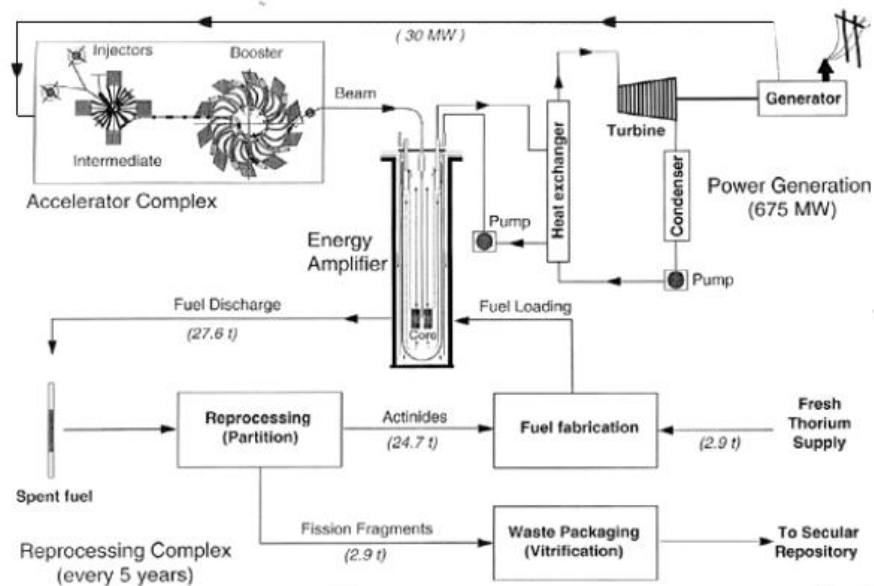 ( 30 MW )
Injectors
Booster
Intermediate
Accelerator Complex
Beam
Energy
Amplifier
Core
Pump
Heat exchanger
Turbine
Generator
Condenser
Pump
Power Generation
(675 MW)
Fuel Discharge
(27.6 t)
Fuel Loading
Spent fuel
Reprocessing
(Partition)
Actinides
(24.7 t)
Fuel fabrication
(2.9 t)
Fresh
Thorium
Supply
Fission Fragments
(2.9 t)
Waste Packaging
(Vitrification)
To Secular
Repository
Reprocessing Complex
(every 5 years)